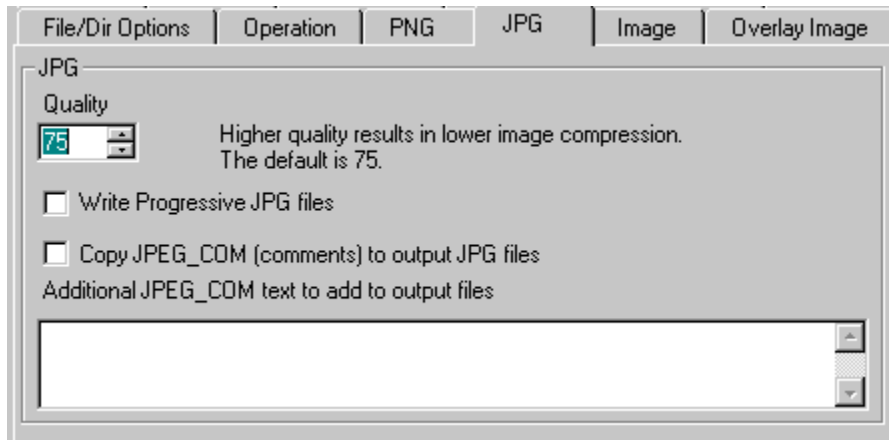 File/Dir Options Operation PNG JPG Image Overlay Image
JPG
Quality
75
Higher quality results in lower image compression.
The default is 75.
Write Progressive JPG files
Copy JPEG_COM (comments) to output JPG files
Additional JPEG_COM text to add to output files